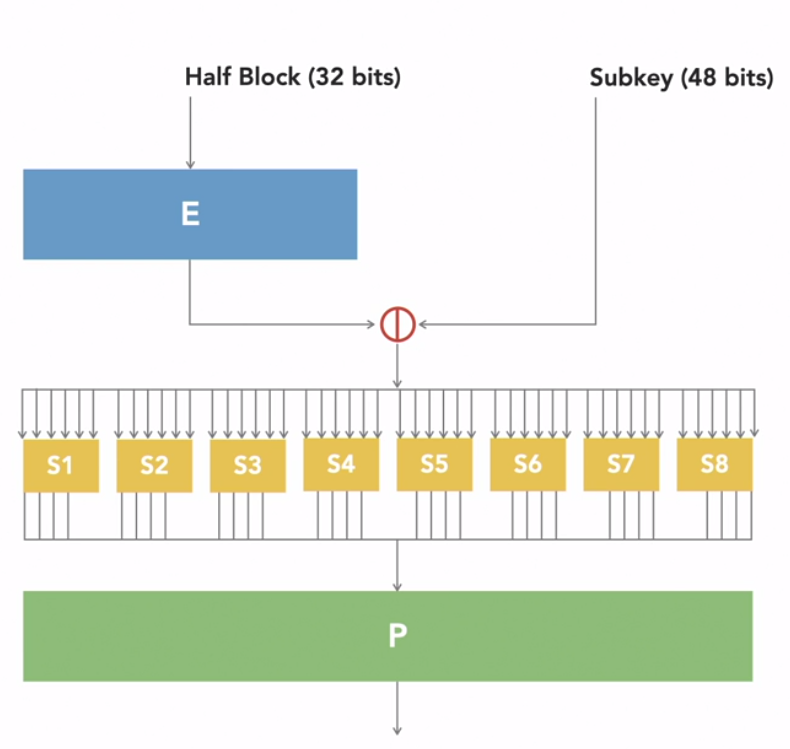 Half Block (32 bits)
Subkey (48 bits)
E
S1
S2
S3
S4
S5
S6
S7
S8
P